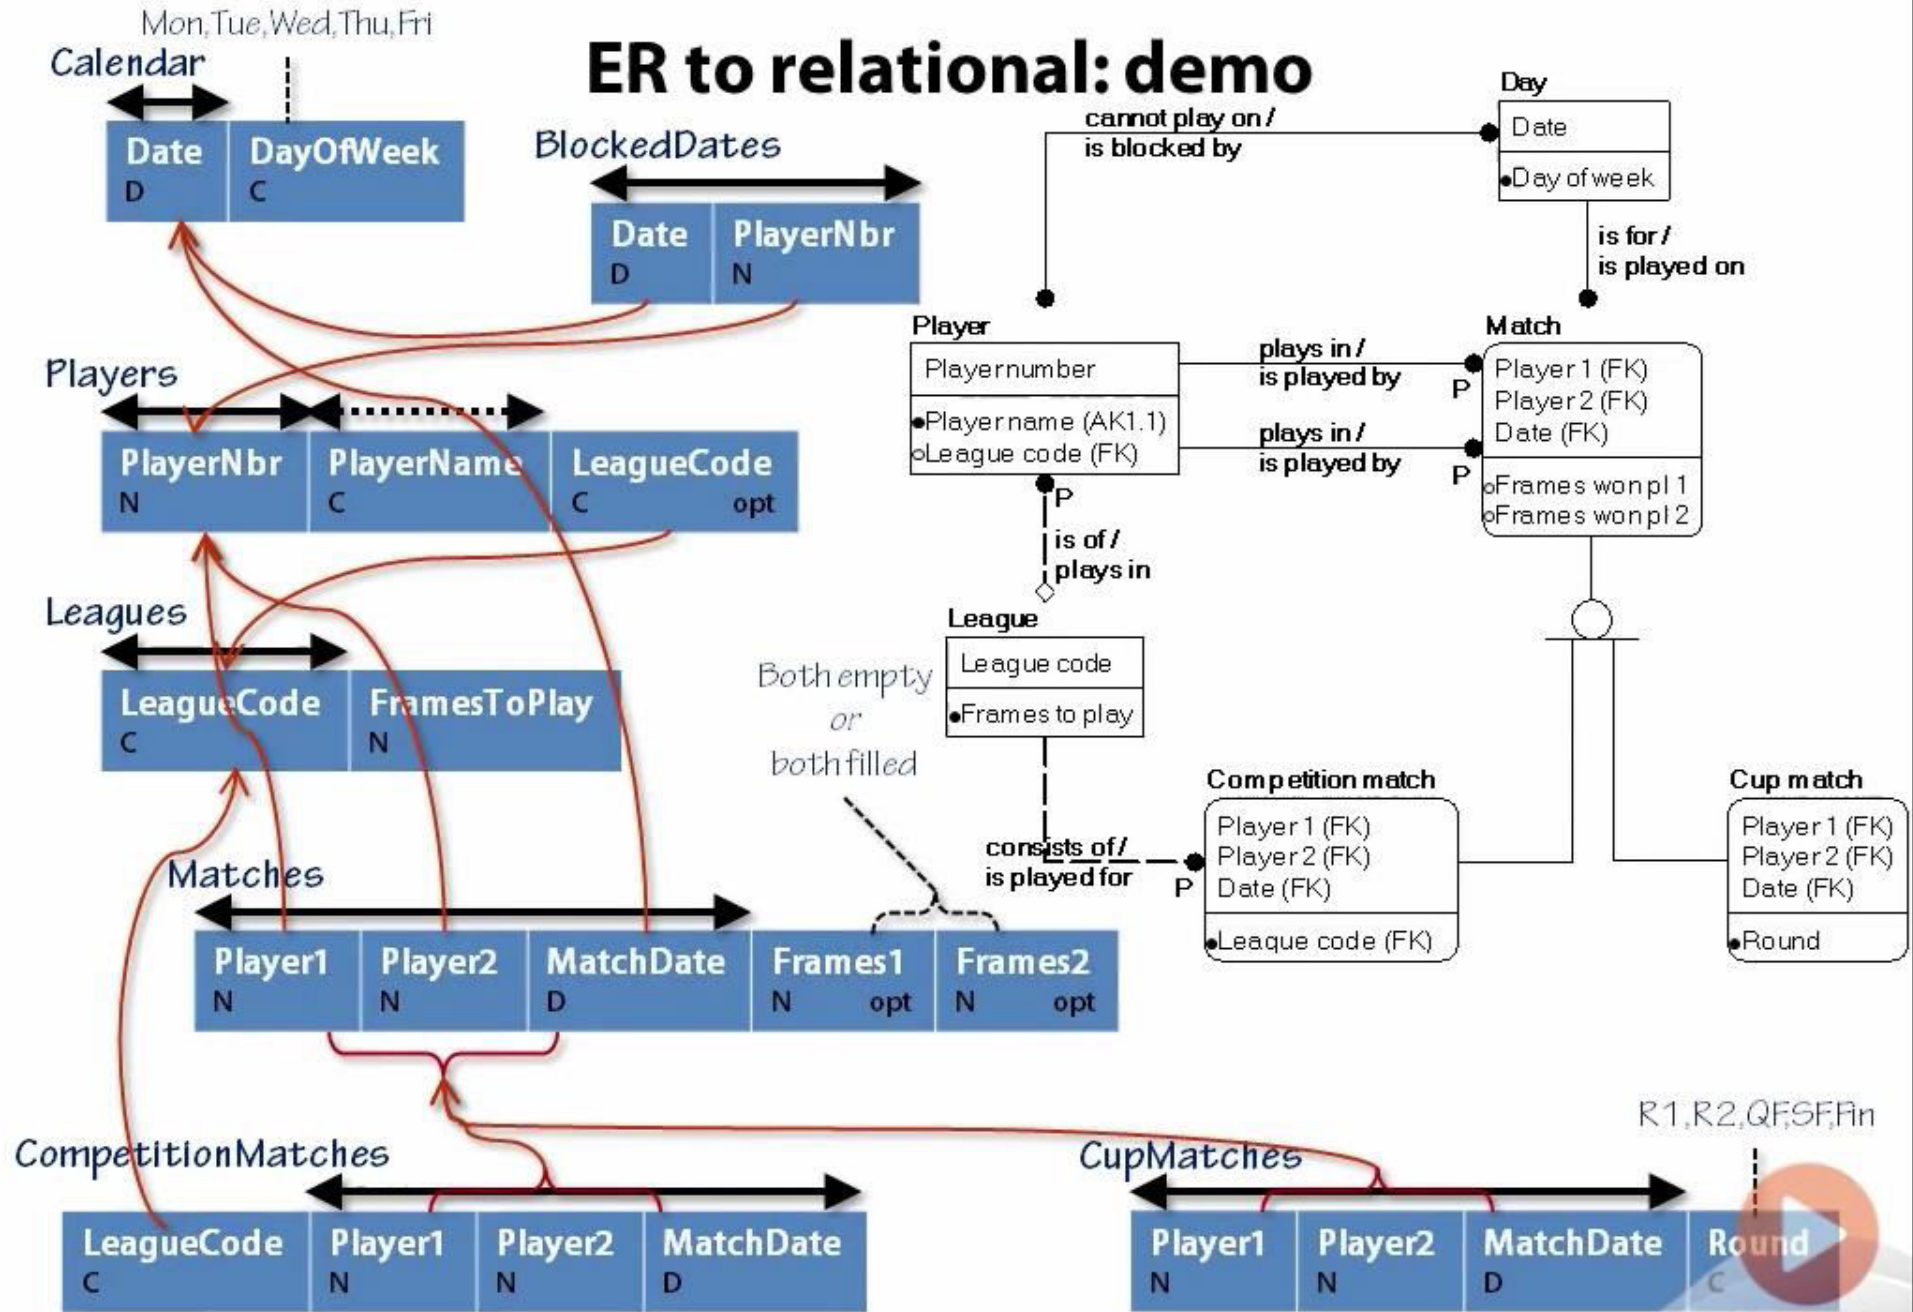 ER to relational: demo
Mon,Tue,Wed,Thu,Fri
Calendar
Date
D
DayOfWeek
C
BlockedDates
Date
D
PlayerNbr
N
Players
PlayerNbr
N
PlayerName
C
LeagueCode
C opt
Leagues
LeagueCode
C
FramesToPlay
N
Both empty
or
both filled
Matches
Player1
N
Player2
N
MatchDate
D
Frames1
N opt
Frames2
N opt
CompetitionMatches
LeagueCode
C
Player1
N
Player2
N
MatchDate
D
CupMatches
Player1
N
Player2
N
MatchDate
D
R1,R2,QF,SF,Fin
Round
C
cannot play on /
is blocked by
Day
Date
Day of week
is for /
is played on
Player
Player number
Player name (AK1.1)
League code (FK)
plays in /
is played by
P
plays in /
is played by
P
Match
Player 1 (FK)
Player 2 (FK)
Date (FK)
Frames won pl 1
Frames won pl 2
P
is of /
plays in
League
League code
Frames to play
consists of /
is played for
P
Competition match
Player 1 (FK)
Player 2 (FK)
Date (FK)
League code (FK)
Cup match
Player 1 (FK)
Player 2 (FK)
Date (FK)
Round